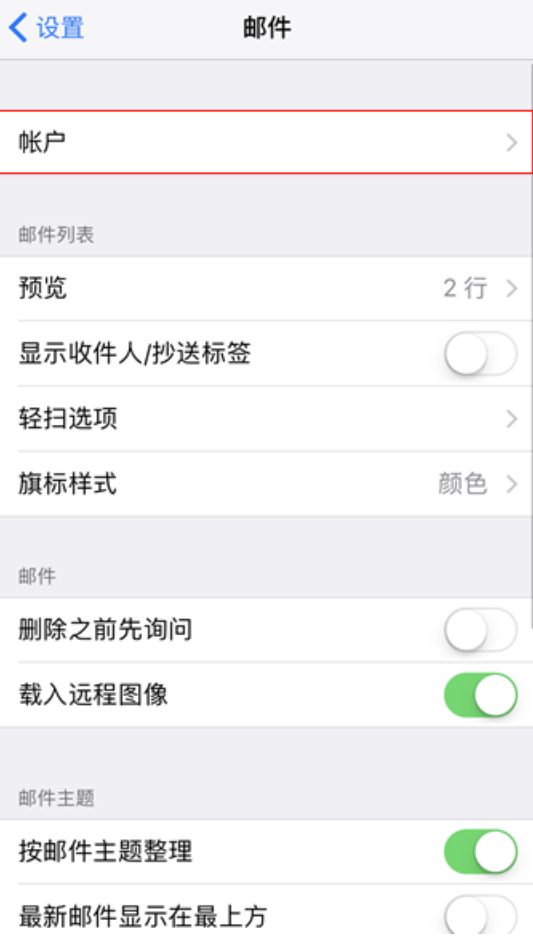 设置
邮件
帐户
邮件列表
预览 2 行
显示收件人/抄送标签
轻扫选项
旗标样式 颜色
邮件
删除之前先询问
载入远程图像
邮件主题
按邮件主题整理
最新邮件显示在最上方